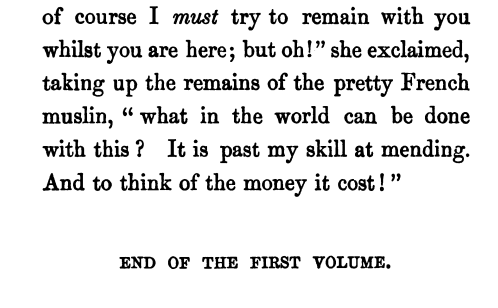 of course I must try to remain with you
whilst you are here; but oh!” she exclaimed,
taking up the remains of the pretty French
muslin, “ what in the world can be done
with this ? It is past my skill at mending.
And to think of the money it cost! ”
END OF THE FIRST VOLUME.